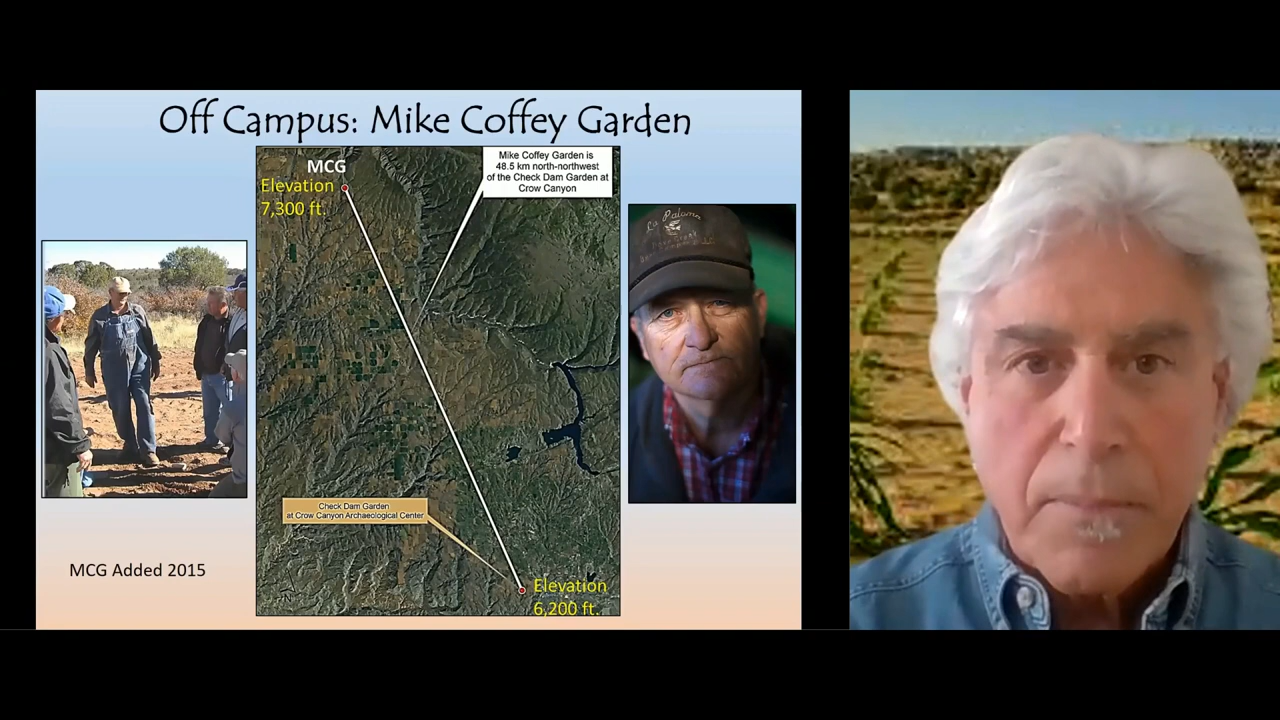 Off Campus: Mike Coffey Garden
MCG
Elevation
7,300 ft.
Mike Coffey Garden is
48.5 km north-northwest
of the Check Dam Garden at
Crow Canyon
La Paloma
Check Dam Garden
at Crow Canyon Archaeological Center
MCG Added 2015
Elevation
6,200 ft.